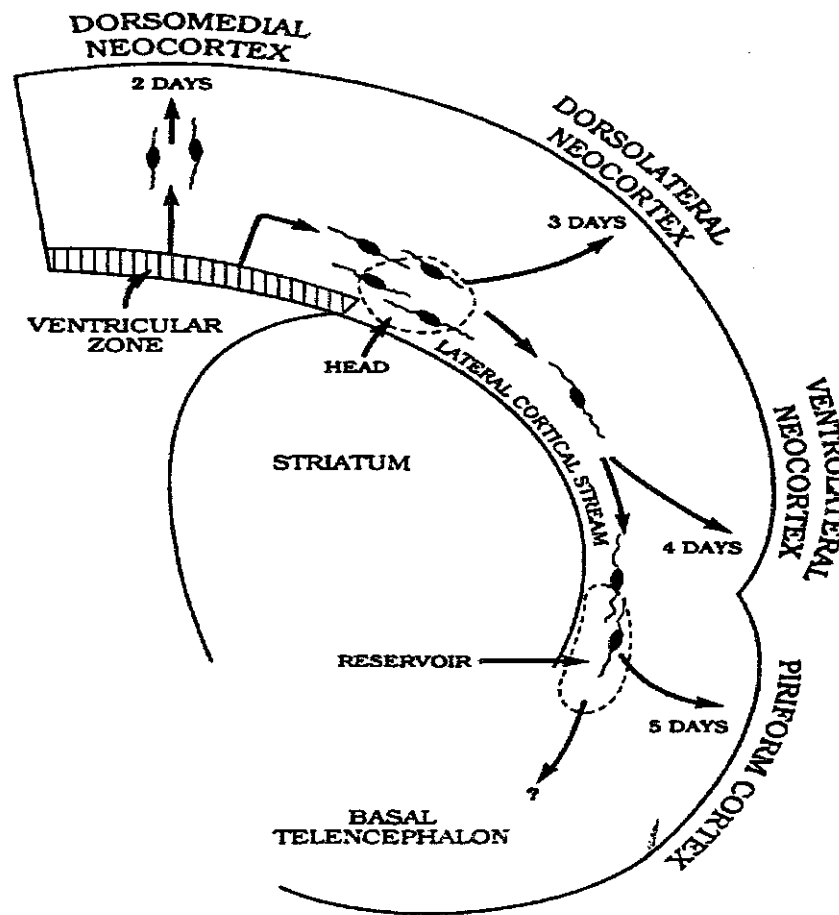 DORSOMEDIAL
NEOCORTEX
2 DAYS
DORSOLATERAL
NEOCORTEX
3 DAYS
VENTRICULAR
ZONE
HEAD
LATERAL CORTICAL STREAM
STRIATUM
VENTROLATERAL
NEOCORTEX
4 DAYS
RESERVOIR
5 DAYS
PIRIFORM CORTEX
?
BASAL
TELENCEPHALON